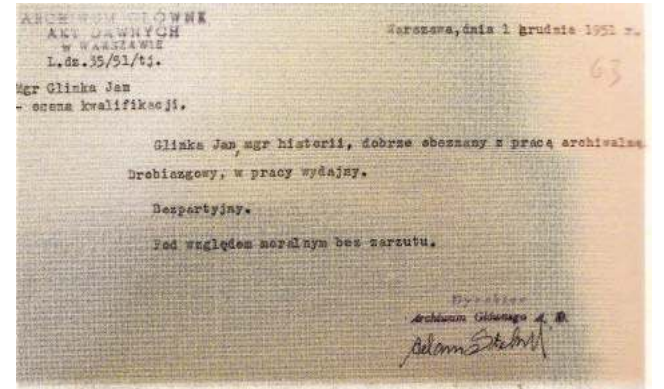 ARCHIWUM GŁÓWNE
AKT DAWNYCH
W WARSZAWIE
L.dz.35/51/tj.
Warszawa,dnia 1 grudnia 1951 r.
63
Mgr Glinka Jan
- ocena kwalifikacji.
Glinka Jan,mgr historii, dobrze obeznany z pracą archiwalną.
Drobiazgowy, w pracy wydajny.
Bezpartyjny.
Pod względem moralnym bez zarzutu.
Dyrektor
Archiwum Głównego A. D.
Adam Stebelski